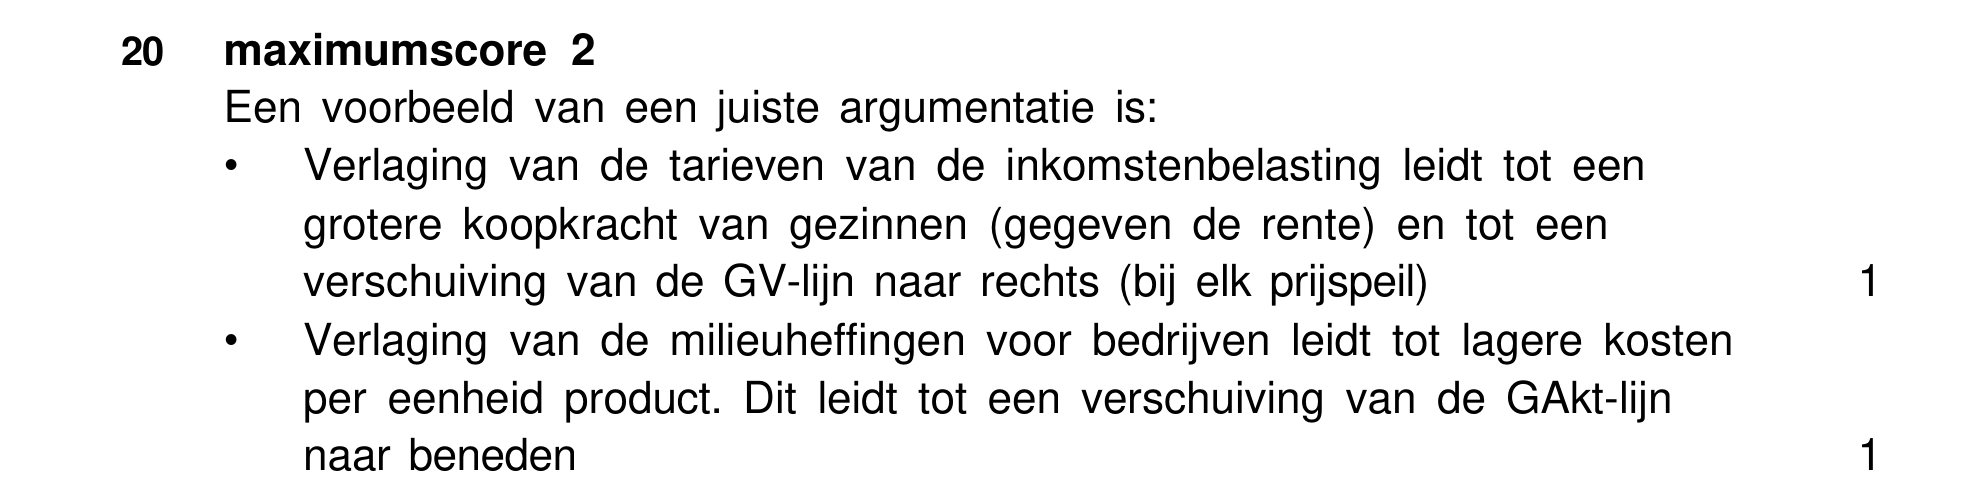 20 maximumscore 2
Een voorbeeld van een juiste argumentatie is:
• Verlaging van de tarieven van de inkomstenbelasting leidt tot een
grotere koopkracht van gezinnen (gegeven de rente) en tot een
verschuiving van de GV-lijn naar rechts (bij elk prijspeil) 1
• Verlaging van de milieuheffingen voor bedrijven leidt tot lagere kosten
per eenheid product. Dit leidt tot een verschuiving van de GAkt-lijn
naar beneden 1